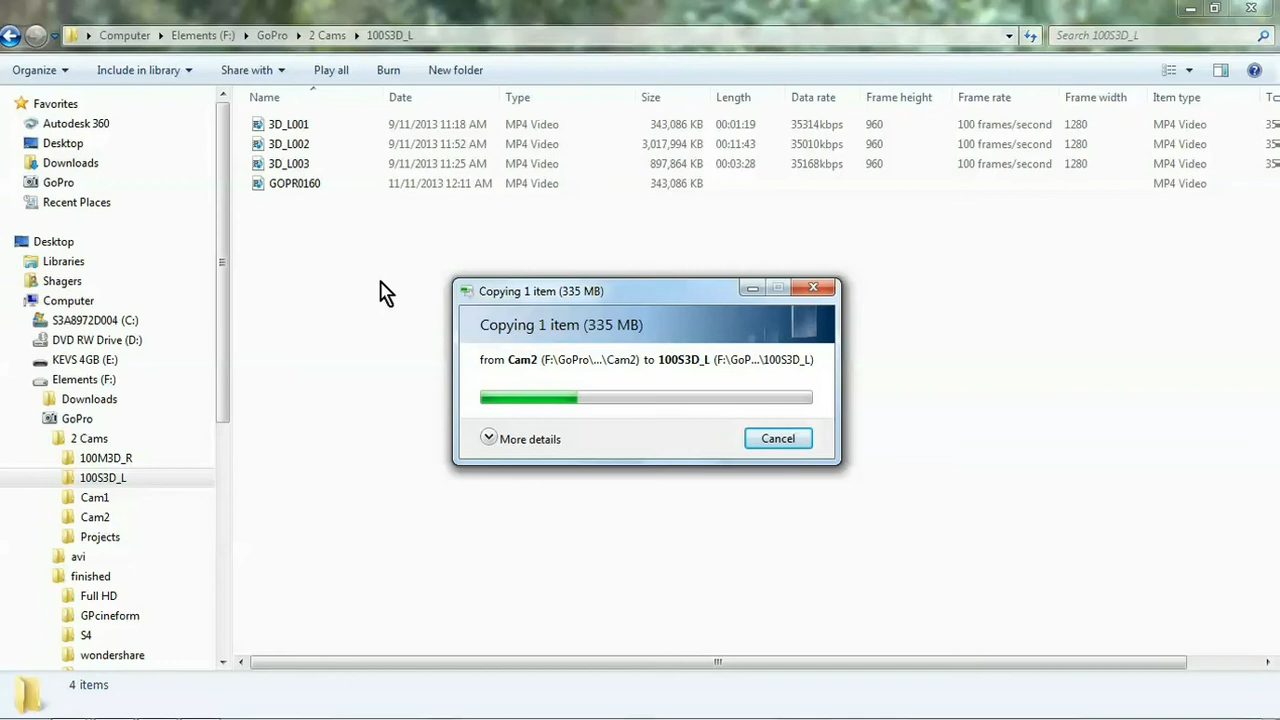 Computer Elements (F:) GoPro 2 Cams 100S3D_L Search 100S3D_L
Organize Include in library Share with Play all Burn New folder
Name Date Type Size Length Data rate Frame height Frame rate Frame width Item type
3D_L001 9/11/2013 11:18 AM MP4 Video 343,086 KB 00:01:19 35314kbps 960 100 frames/second 1280 MP4 Video
3D_L002 9/11/2013 11:52 AM MP4 Video 3,017,994 KB 00:11:43 35010kbps 960 100 frames/second 1280 MP4 Video
3D_L003 9/11/2013 11:25 AM MP4 Video 897,864 KB 00:03:28 35168kbps 960 100 frames/second 1280 MP4 Video
GOPR0160 11/11/2013 12:11 AM MP4 Video 343,086 KB MP4 Video
Favorites
Autodesk 360
Desktop
Downloads
GoPro
Recent Places
Desktop
Libraries
Shagers
Computer
S3A8972D004 (C:)
DVD RW Drive (D:)
KEVS 4GB (E:)
Elements (F:)
Downloads
GoPro
2 Cams
100M3D_R
100S3D_L
Cam1
Cam2
Projects
avi
finished
Full HD
GPcineform
S4
wondershare
Copying 1 item (335 MB)
Copying 1 item (335 MB)
from Cam2 (F:\GoPro\...\Cam2) to 100S3D_L (F:\GoP...\100S3D_L)
More details Cancel
4 items